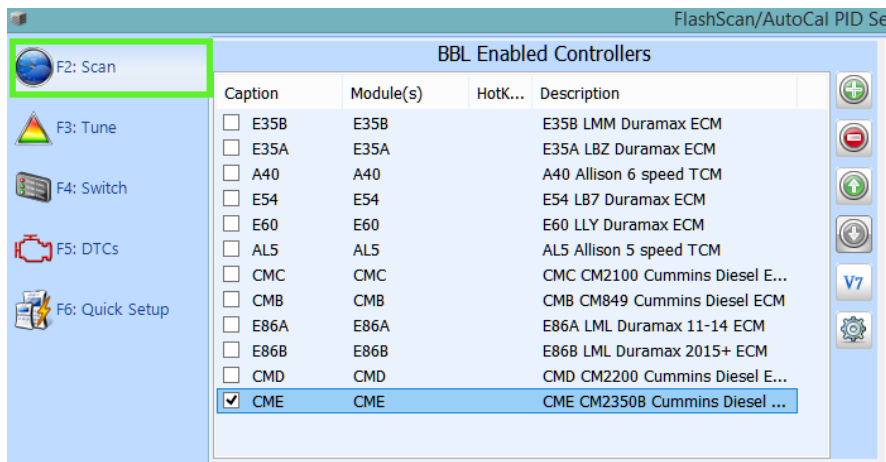 FlashScan/AutoCal PID Se
F2: Scan
F3: Tune
F4: Switch
F5: DTCs
F6: Quick Setup
BBL Enabled Controllers
Caption Module(s) HotK... Description
E35B E35B E35B LMM Duramax ECM
E35A E35A E35A LBZ Duramax ECM
A40 A40 A40 Allison 6 speed TCM
E54 E54 E54 LB7 Duramax ECM
E60 E60 E60 LLY Duramax ECM
AL5 AL5 AL5 Allison 5 speed TCM
CMC CMC CMC CM2100 Cummins Diesel E...
CMB CMB CMB CM849 Cummins Diesel ECM
E86A E86A E86A LML Duramax 11-14 ECM
E86B E86B E86B LML Duramax 2015+ ECM
CMD CMD CMD CM2200 Cummins Diesel E...
CME CME CME CM2350B Cummins Diesel ...
V7